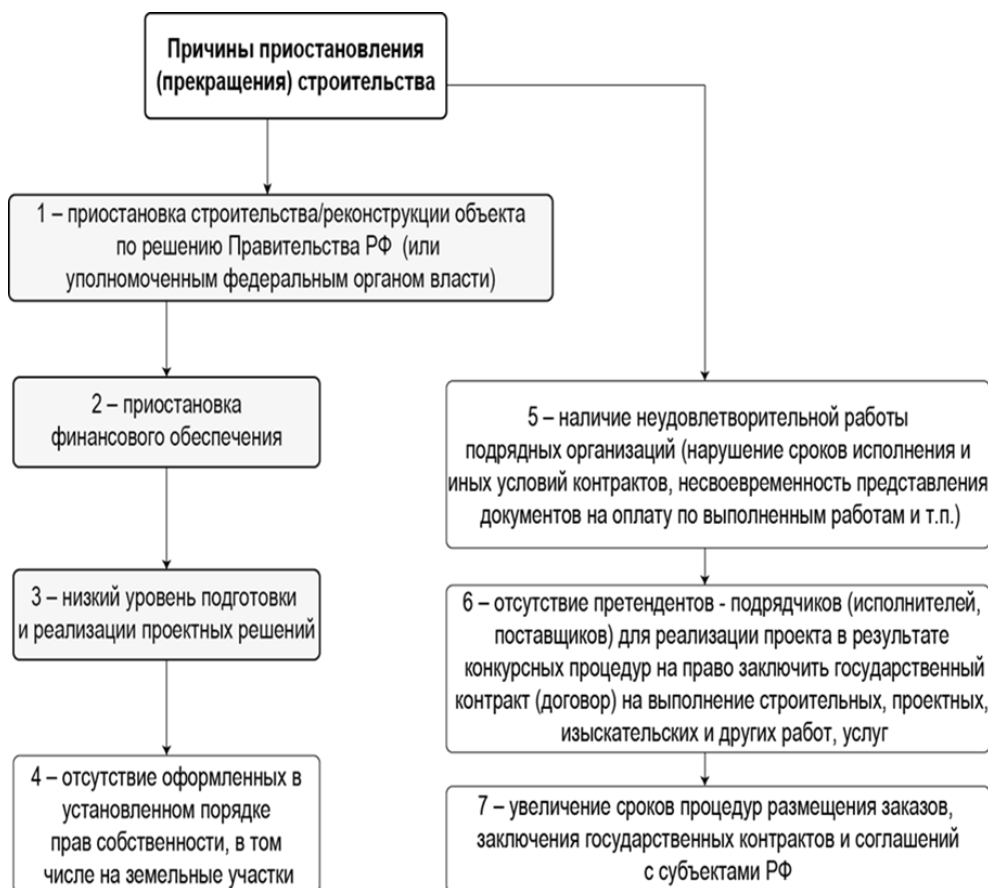 Причины приостановления
(прекращения) строительства
1 – приостановка строительства/реконструкции объекта
по решению Правительства РФ (или
уполномоченным федеральным органом власти)
2 – приостановка
финансового обеспечения
3 – низкий уровень подготовки
и реализации проектных решений
4 – отсутствие оформленных в
установленном порядке
прав собственности, в том
числе на земельные участки
5 – наличие неудовлетворительной работы
подрядных организаций (нарушение сроков исполнения и
иных условий контрактов, несвоевременность представления
документов на оплату по выполненным работам и т.п.)
6 – отсутствие претендентов - подрядчиков (исполнителей,
поставщиков) для реализации проекта в результате
конкурсных процедур на право заключить государственный
контракт (договор) на выполнение строительных, проектных,
изыскательских и других работ, услуг
7 – увеличение сроков процедур размещения заказов,
заключения государственных контрактов и соглашений
с субъектами РФ